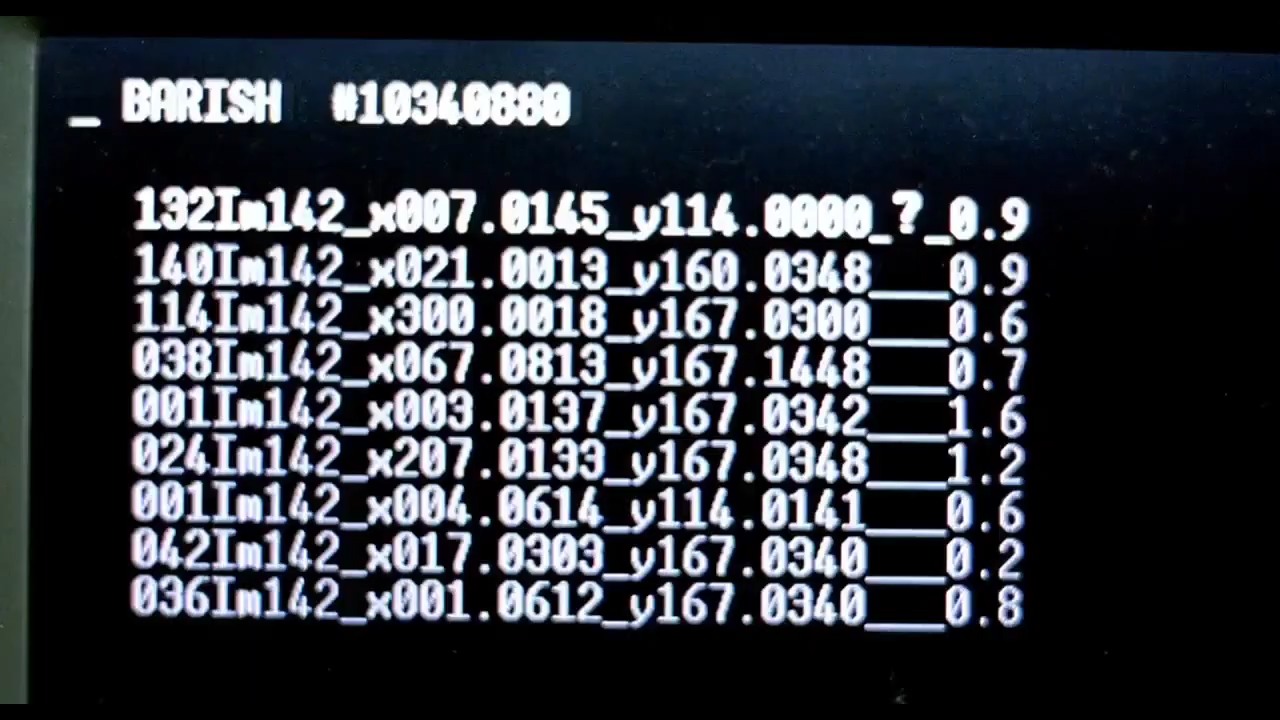 _ BARISH #10340880
132Im142_x007.0145_y114.0000_?_0.9
140Im142_x021.0013_y160.0348___0.9
114Im142_x300.0018_y167.0300___0.6
038Im142_x067.0813_y167.1448___0.7
001Im142_x003.0137_y167.0342___1.6
024Im142_x207.0133_y167.0348___1.2
001Im142_x004.0614_y114.0141___0.6
042Im142_x017.0303_y167.0340___0.2
036Im142_x001.0612_y167.0340___0.8